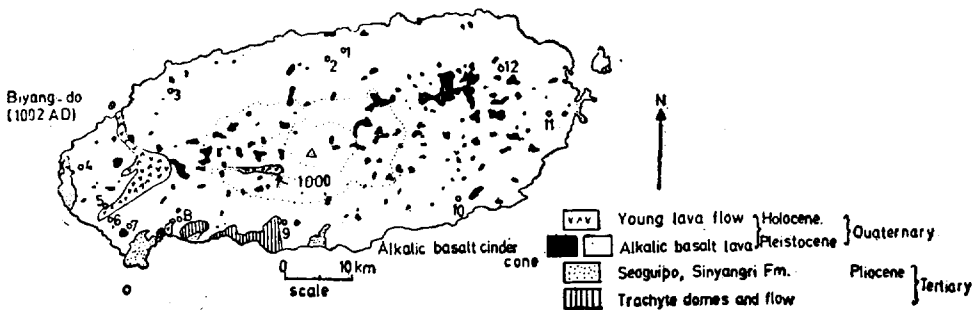 1
2
12
3
Biyang-do
(1002 AD)
N
11
4
1000
5
10
6
7
8
9
Young lava flow
Holocene.
Alkalic basalt cinder
cone
Alkalic basalt lava
Pleistocene
Quaternary
0 10 km
scale
Seoguipo, Sinyangri Fm.
Pliocene
Tertiary
Trachyte domes and flow